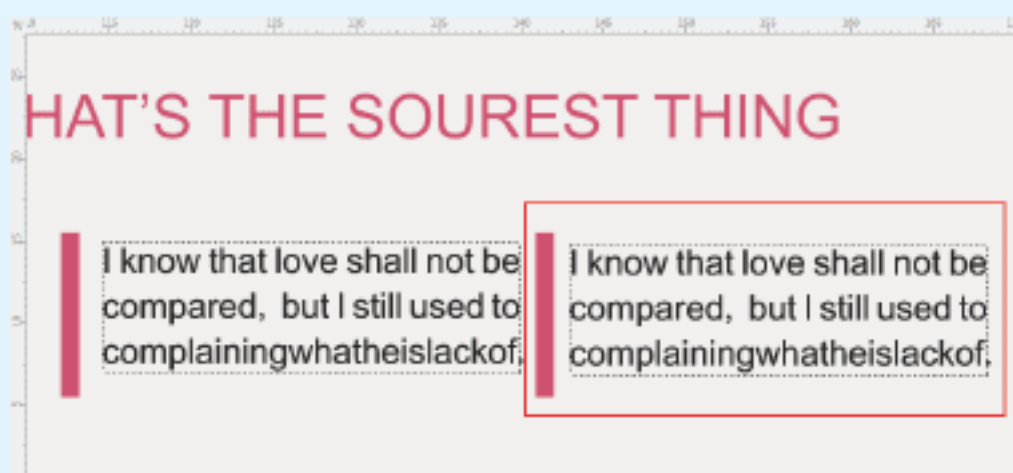 HAT'S THE SOUREST THING
I know that love shall not be
compared, but I still used to
complainingwhatheislackof.
I know that love shall not be
compared, but I still used to
complainingwhatheislackof.